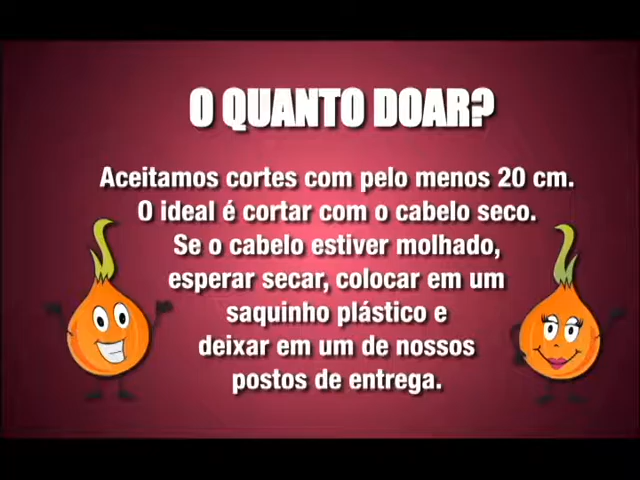 O QUANTO DOAR?
Aceitamos cortes com pelo menos 20 cm.
O ideal é cortar com o cabelo seco.
Se o cabelo estiver molhado,
esperar secar, colocar em um
saquinho plástico e
deixar em um de nossos
postos de entrega.